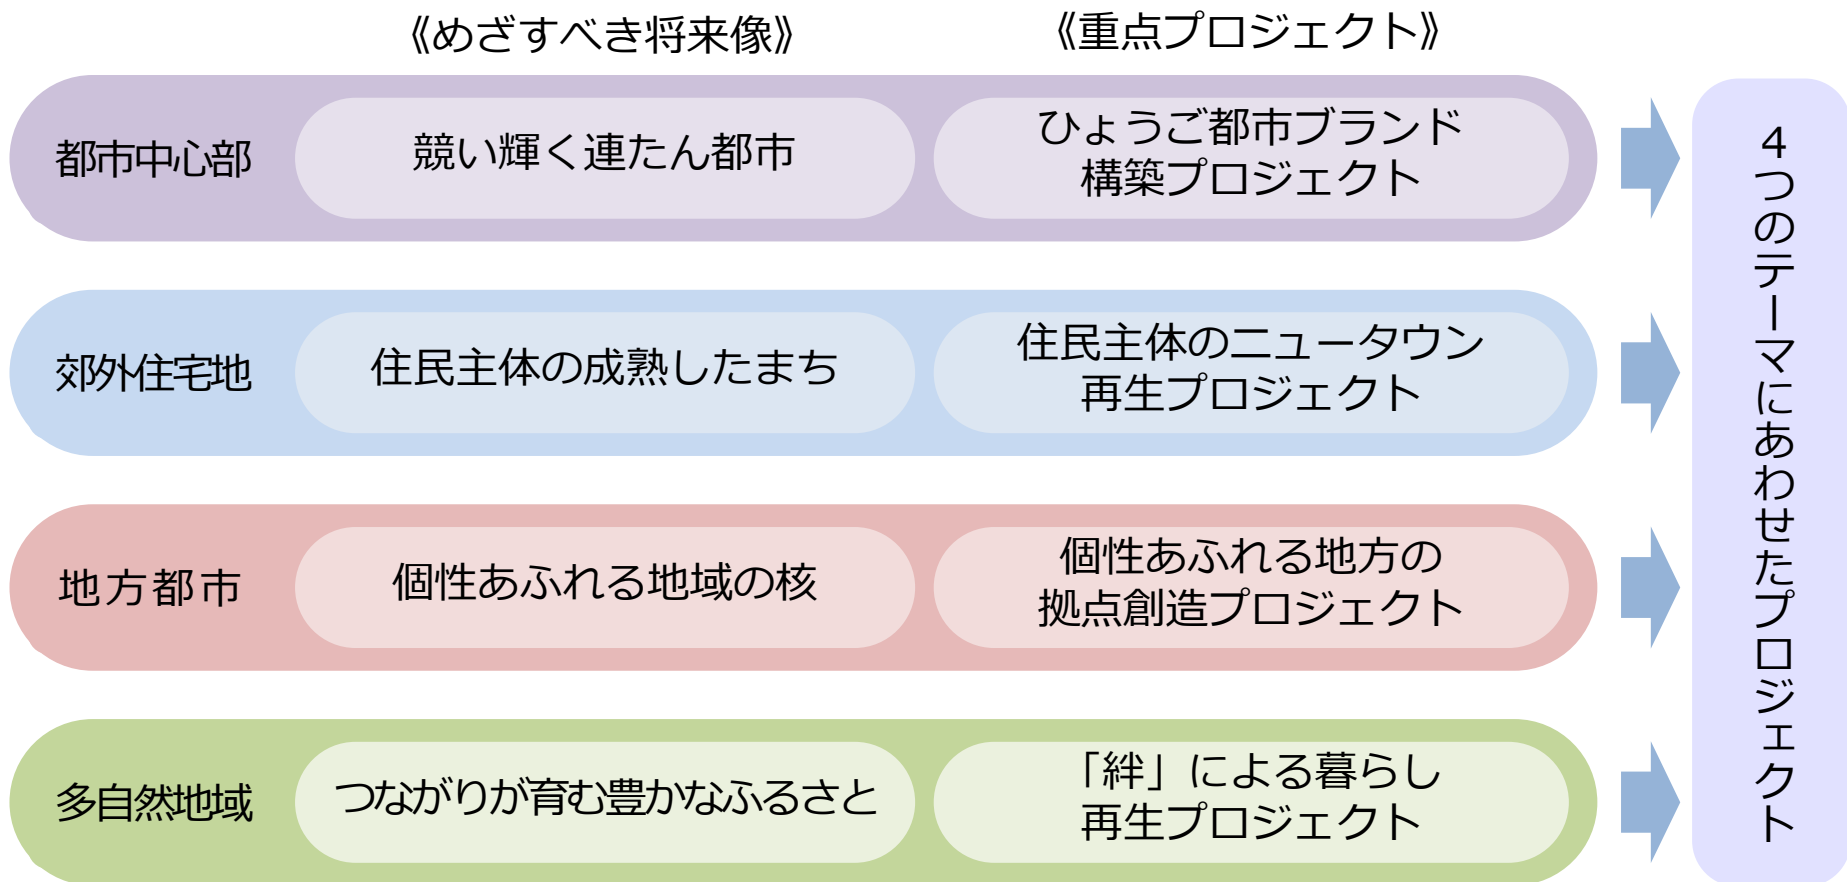 《めざすべき将来像》
《重点プロジェクト》
都市中心部
競い輝く連たん都市
ひょうご都市ブランド
構築プロジェクト
郊外住宅地
住民主体の成熟したまち
住民主体のニュータウン
再生プロジェクト
地方都市
個性あふれる地域の核
個性あふれる地方の
拠点創造プロジェクト
多自然地域
つながりが育む豊かなふるさと
「絆」による暮らし
再生プロジェクト
４つのテーマにあわせたプロジェクト